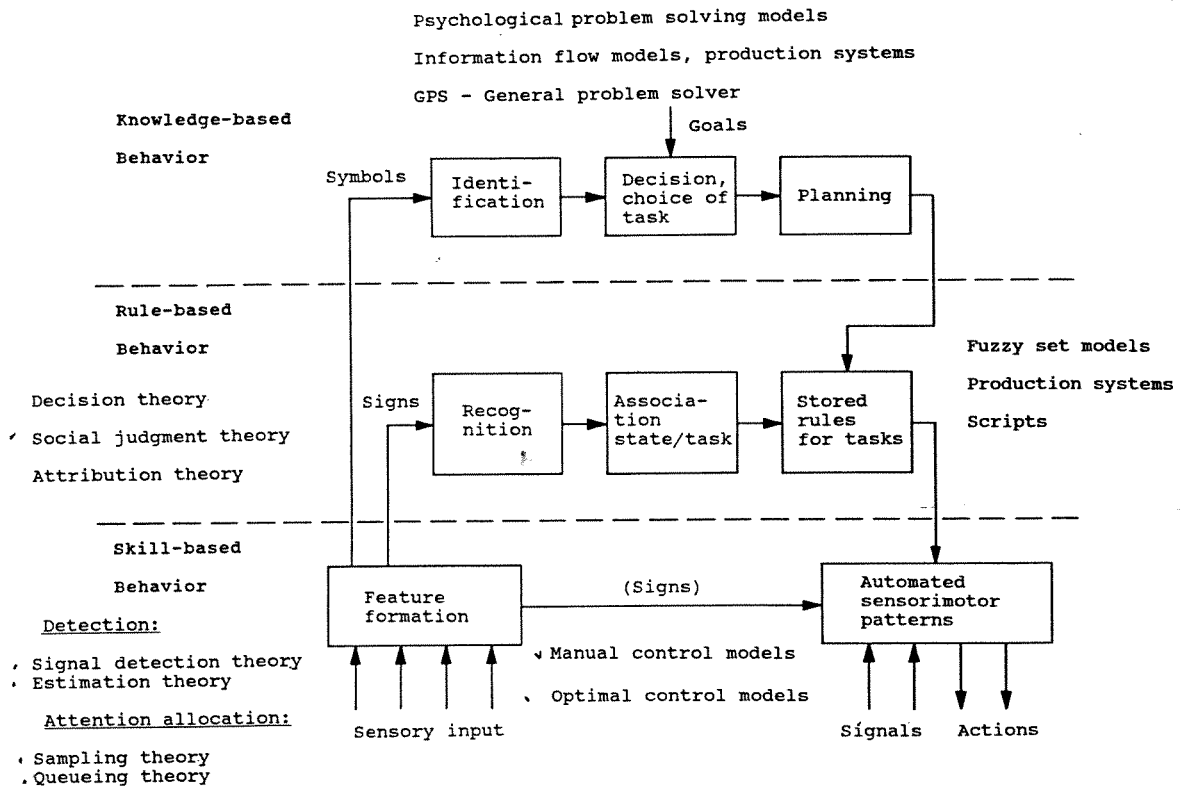 Psychological problem solving models
Information flow models, production systems
GPS - General problem solver
Knowledge-based
Behavior
Goals
Symbols
Identi-
fication
Decision,
choice of
task
Planning
Rule-based
Behavior
Decision theory
Social judgment theory
Attribution theory
Signs
Recog-
nition
Associa-
tion
state/task
Stored
rules
for tasks
Fuzzy set models
Production systems
Scripts
Skill-based
Behavior
Detection:
Signal detection theory
Estimation theory
Attention allocation:
Sampling theory
Queueing theory
Feature
formation
(Signs)
Automated
sensorimotor
patterns
Manual control models
Optimal control models
Sensory input
Signals
Actions